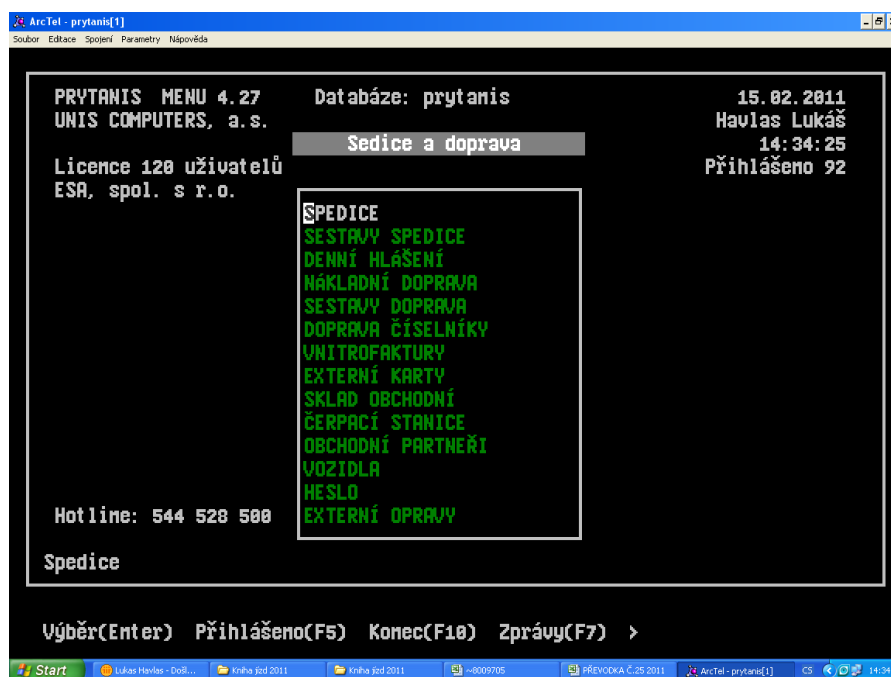 ArcTel - prytanis[1]
Soubor Editace Spojení Parametry Nápověda
PRYTANIS MENU 4.27 Databáze: prytanis 15.02.2011
UNIS COMPUTERS, a.s. Havlas Lukáš
Sedice a doprava 14:34:25
Licence 120 uživatelů Přihlášeno 92
ESA, spol. s r.o.
SPEDICE
SESTAVY SPEDICE
DENNÍ HLÁŠENÍ
NÁKLADNÍ DOPRAVA
SESTAVY DOPRAVA
DOPRAVA ČÍSELNÍKY
VNITROFAKTURY
EXTERNÍ KARTY
SKLAD OBCHODNÍ
ČERPACÍ STANICE
OBCHODNÍ PARTNEŘI
VOZIDLA
HESLO
Hotline: 544 528 500 EXTERNÍ OPRAVY
Spedice
Výběr(Enter) Přihlášeno(F5) Konec(F10) Zprávy(F7) >
Start Lukas Havlas - Došl... Kniha jízd 2011 Kniha jízd 2011 ~8009705 PŘEVODKA Č.25 2011 ArcTel - prytanis[1] CS 14:34